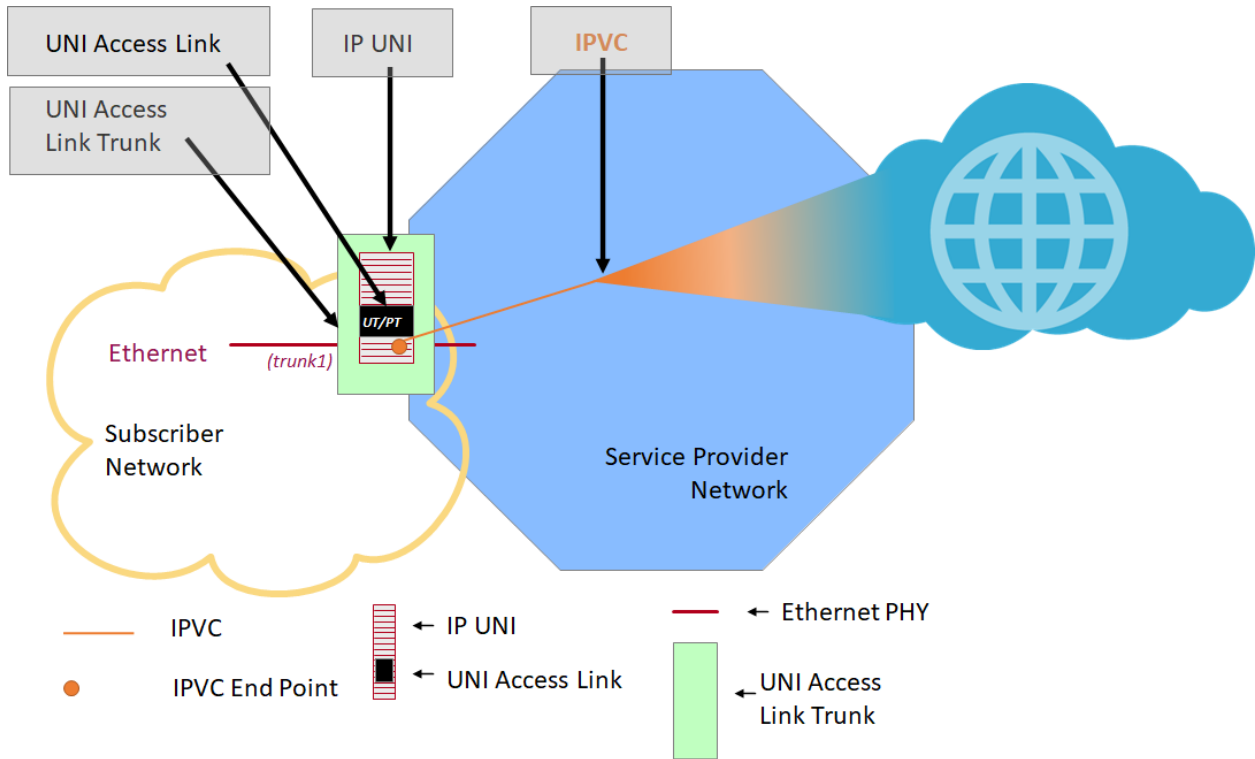 UNI Access Link
IP UNI
IPVC
UNI Access
Link Trunk
UT/PT
Ethernet
(trunk1)
Subscriber
Network
Service Provider
Network
IPVC
IP UNI
Ethernet PHY
IPVC End Point
UNI Access Link
UNI Access
Link Trunk